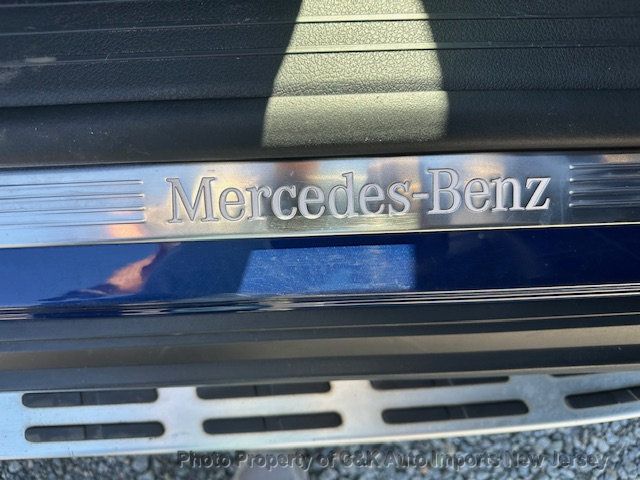 Mercedes-Benz
Photo Property of C&K Auto Imports New Jersey